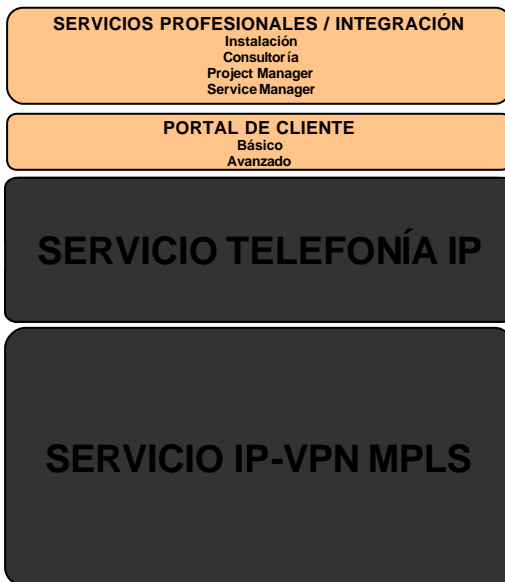 SERVICIOS PROFESIONALES / INTEGRACIÓN
Instalación
Consultoría
Project Manager
Service Manager
PORTAL DE CLIENTE
Básico
Avanzado
SERVICIO TELEFONÍA IP
SERVICIO IP-VPN MPLS